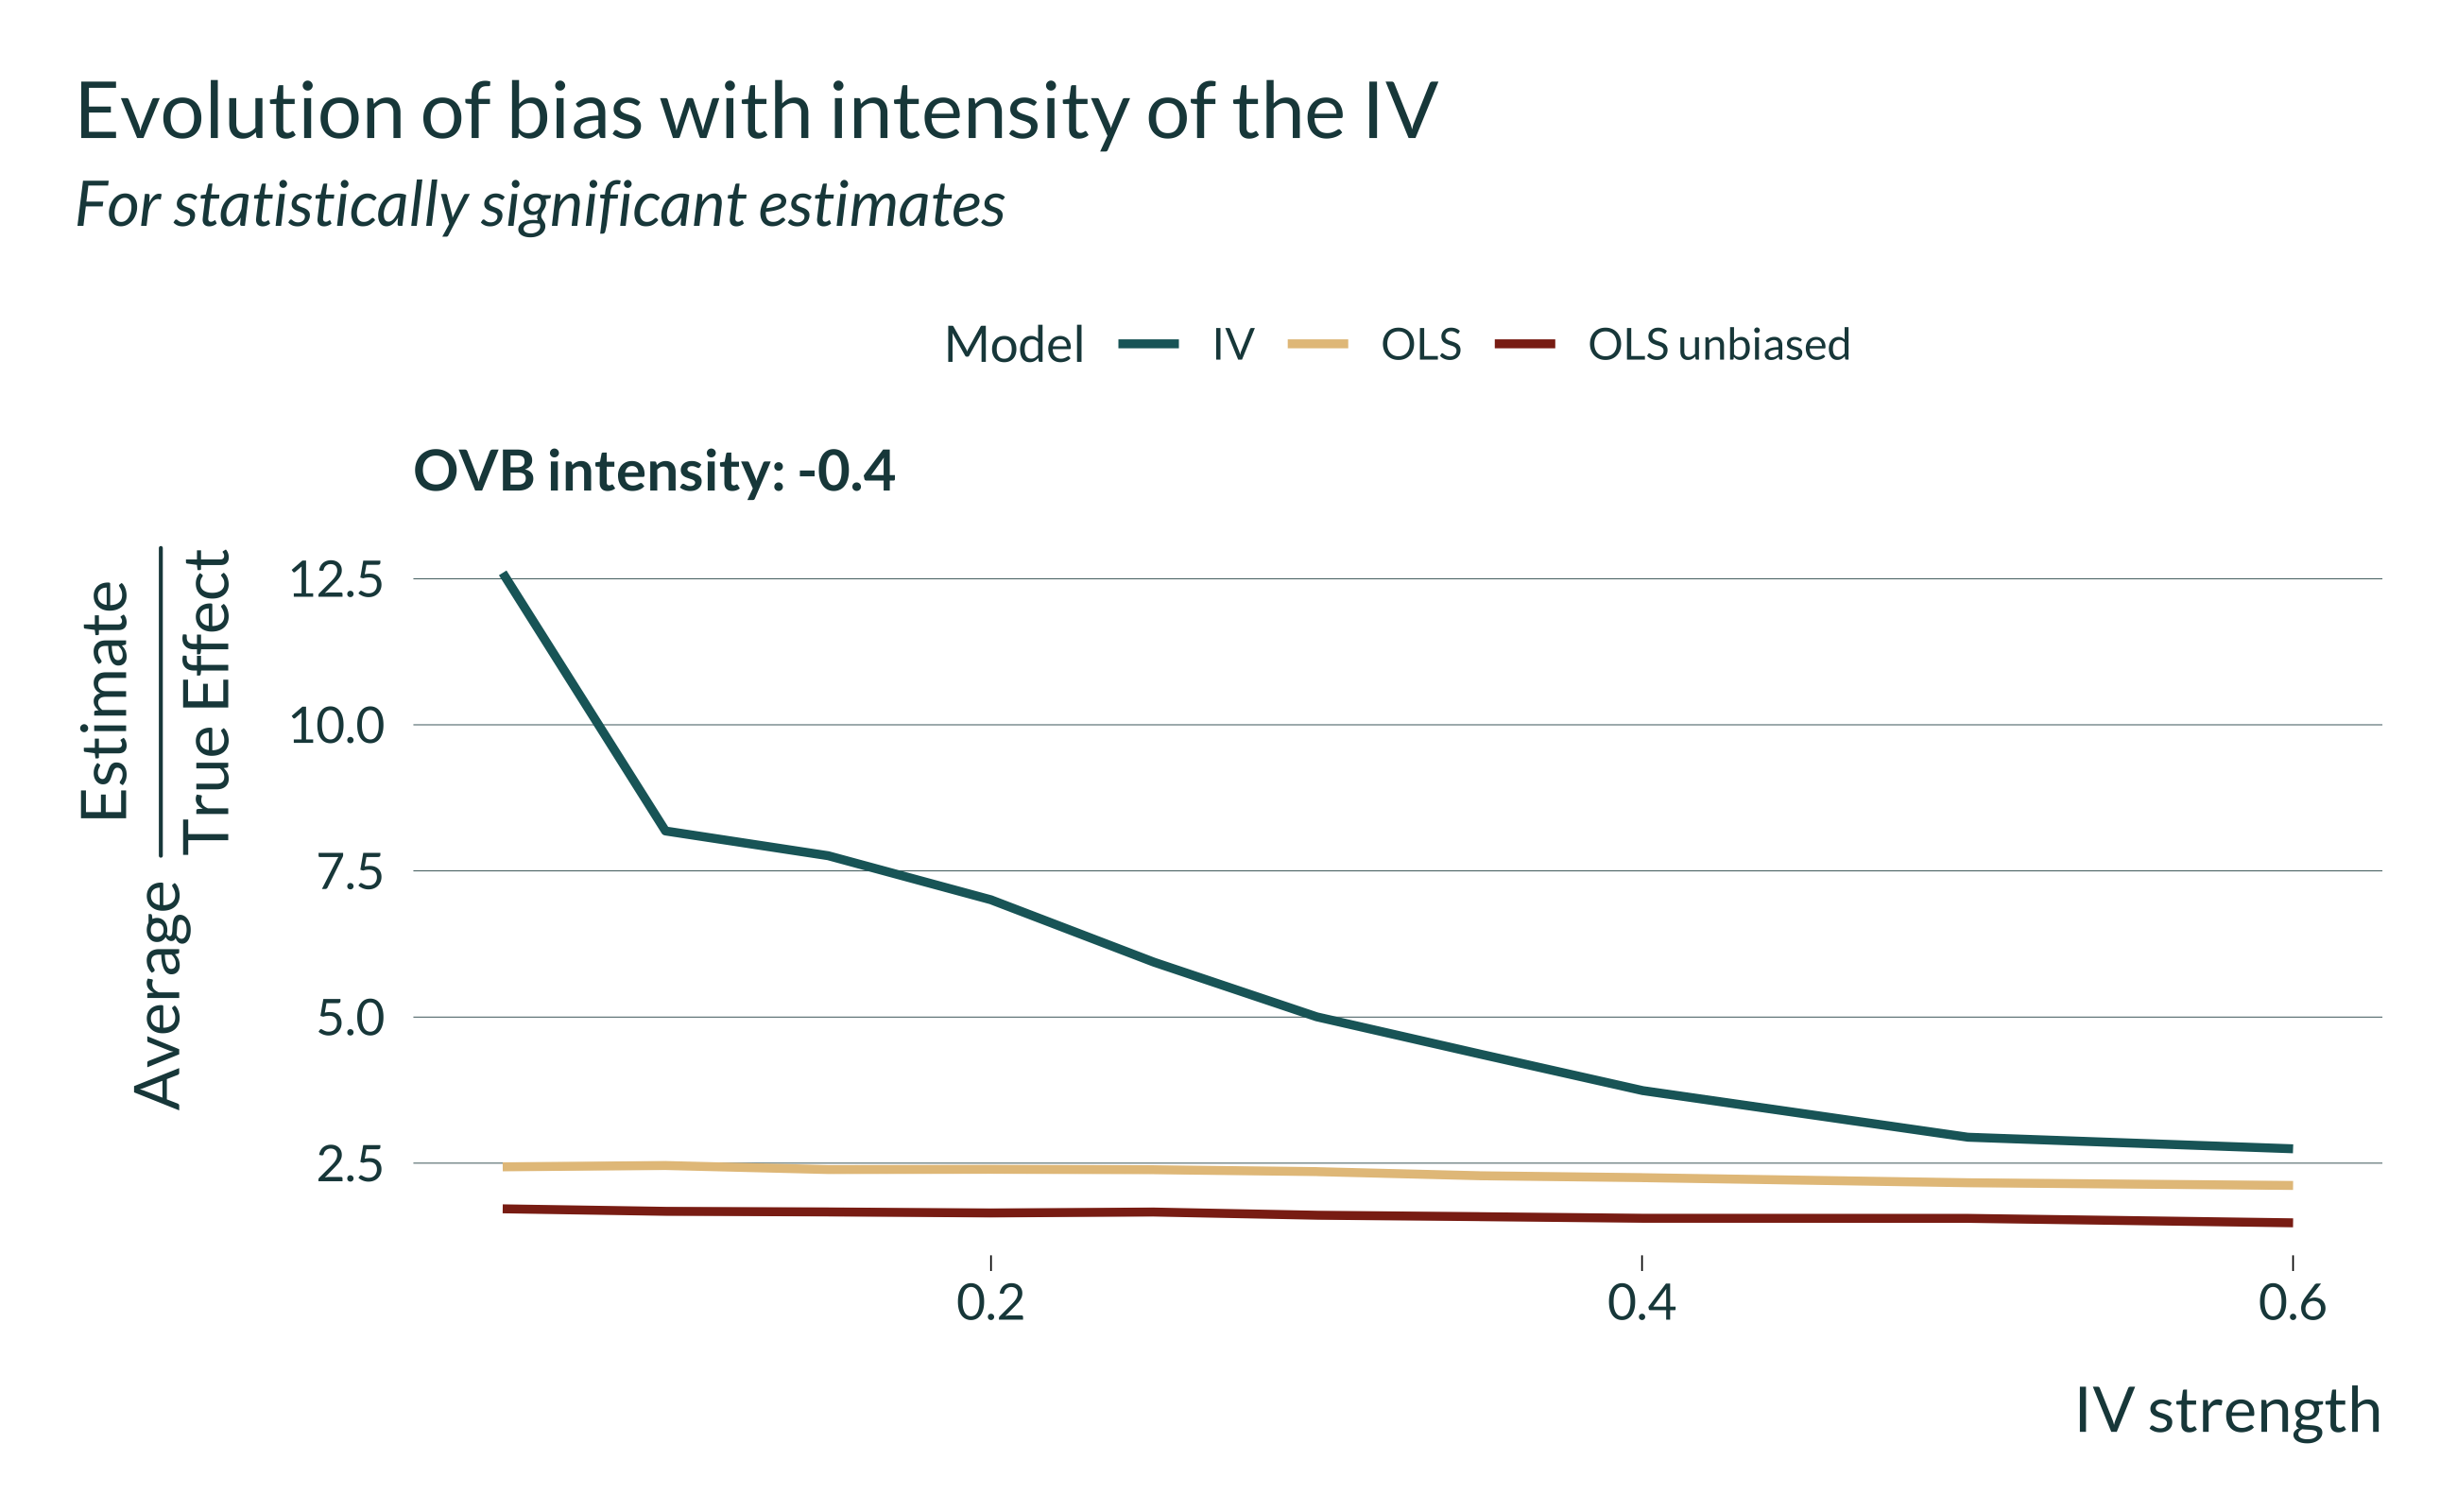 Evolution of bias with intensity of the IV
For statistically significant estimates
Model IV OLS OLS unbiased
OVB intensity: -0.4
Average Estimate
True Effect
12.5
10.0
7.5
5.0
2.5
0.2 0.4 0.6
IV strength